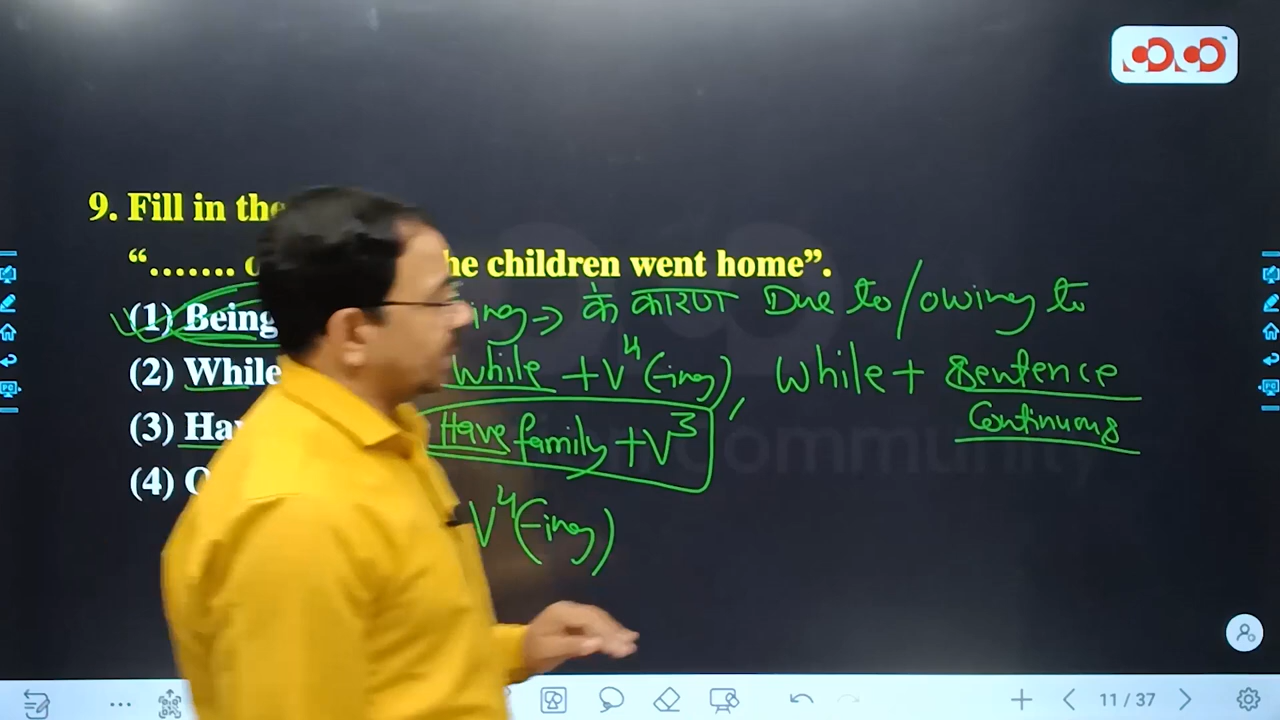 9. Fill in the
“....... he children went home”.
(1) Being ing → के कारण Due to / owing to
(2) While while + V⁴(-ing) , while + Sentence
Continuous
(3) Ha Have family + V³
(4) V⁴(-ing)
community
11 / 37